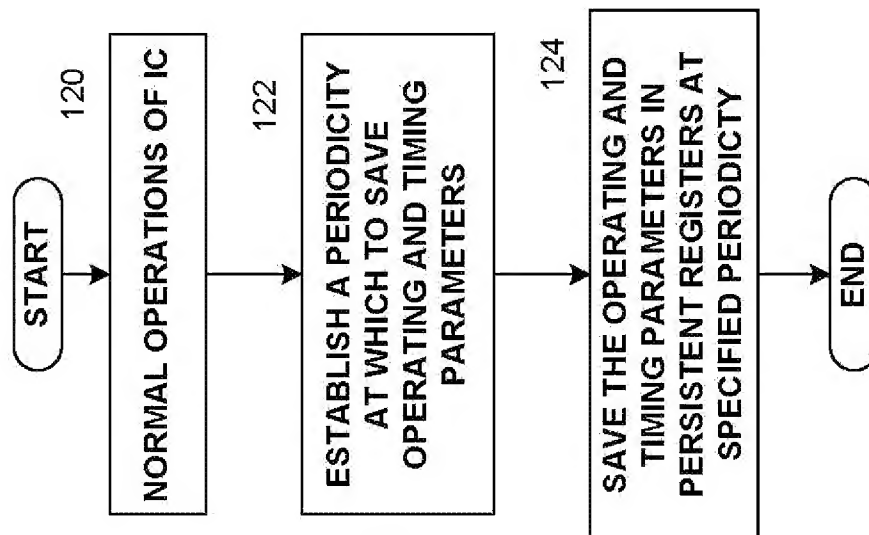 START
120
NORMAL OPERATIONS OF IC
122
ESTABLISH A PERIODICITY
AT WHICH TO SAVE
OPERATING AND TIMING
PARAMETERS
124
SAVE THE OPERATING AND
TIMING PARAMETERS IN
PERSISTENT REGISTERS AT
SPECIFIED PERIODICTY
END